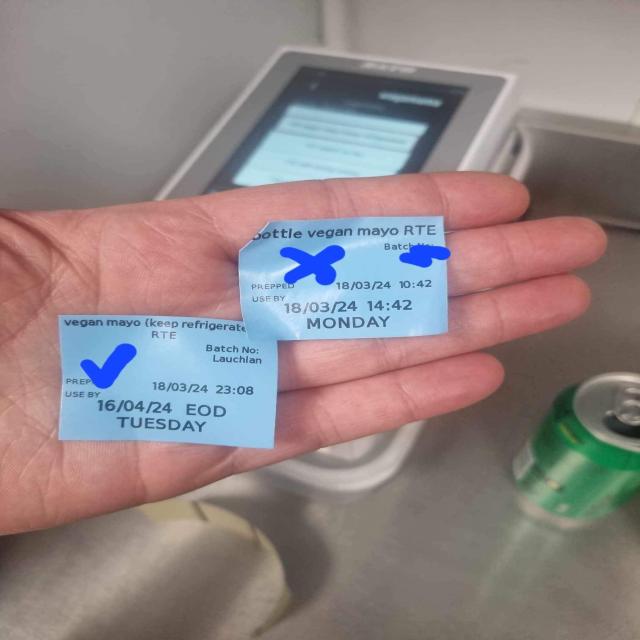 bottle vegan mayo RTE
Batch No:
PREPPED 18/03/24 10:42
USE BY
18/03/24 14:42
MONDAY
vegan mayo (keep refrigerate
RTE
Batch No:
Lauchlan
PREP 18/03/24 23:08
USE BY
16/04/24 EOD
TUESDAY